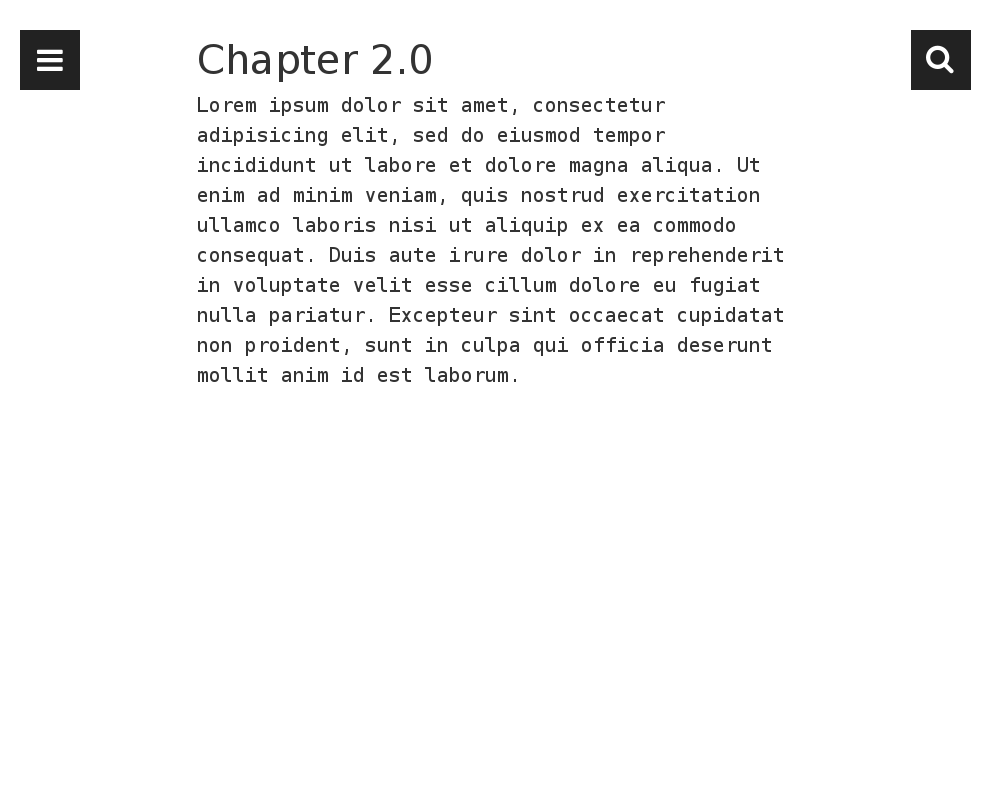 Chapter 2.0
Lorem ipsum dolor sit amet, consectetur
adipisicing elit, sed do eiusmod tempor
incididunt ut labore et dolore magna aliqua. Ut
enim ad minim veniam, quis nostrud exercitation
ullamco laboris nisi ut aliquip ex ea commodo
consequat. Duis aute irure dolor in reprehenderit
in voluptate velit esse cillum dolore eu fugiat
nulla pariatur. Excepteur sint occaecat cupidatat
non proident, sunt in culpa qui officia deserunt
mollit anim id est laborum.